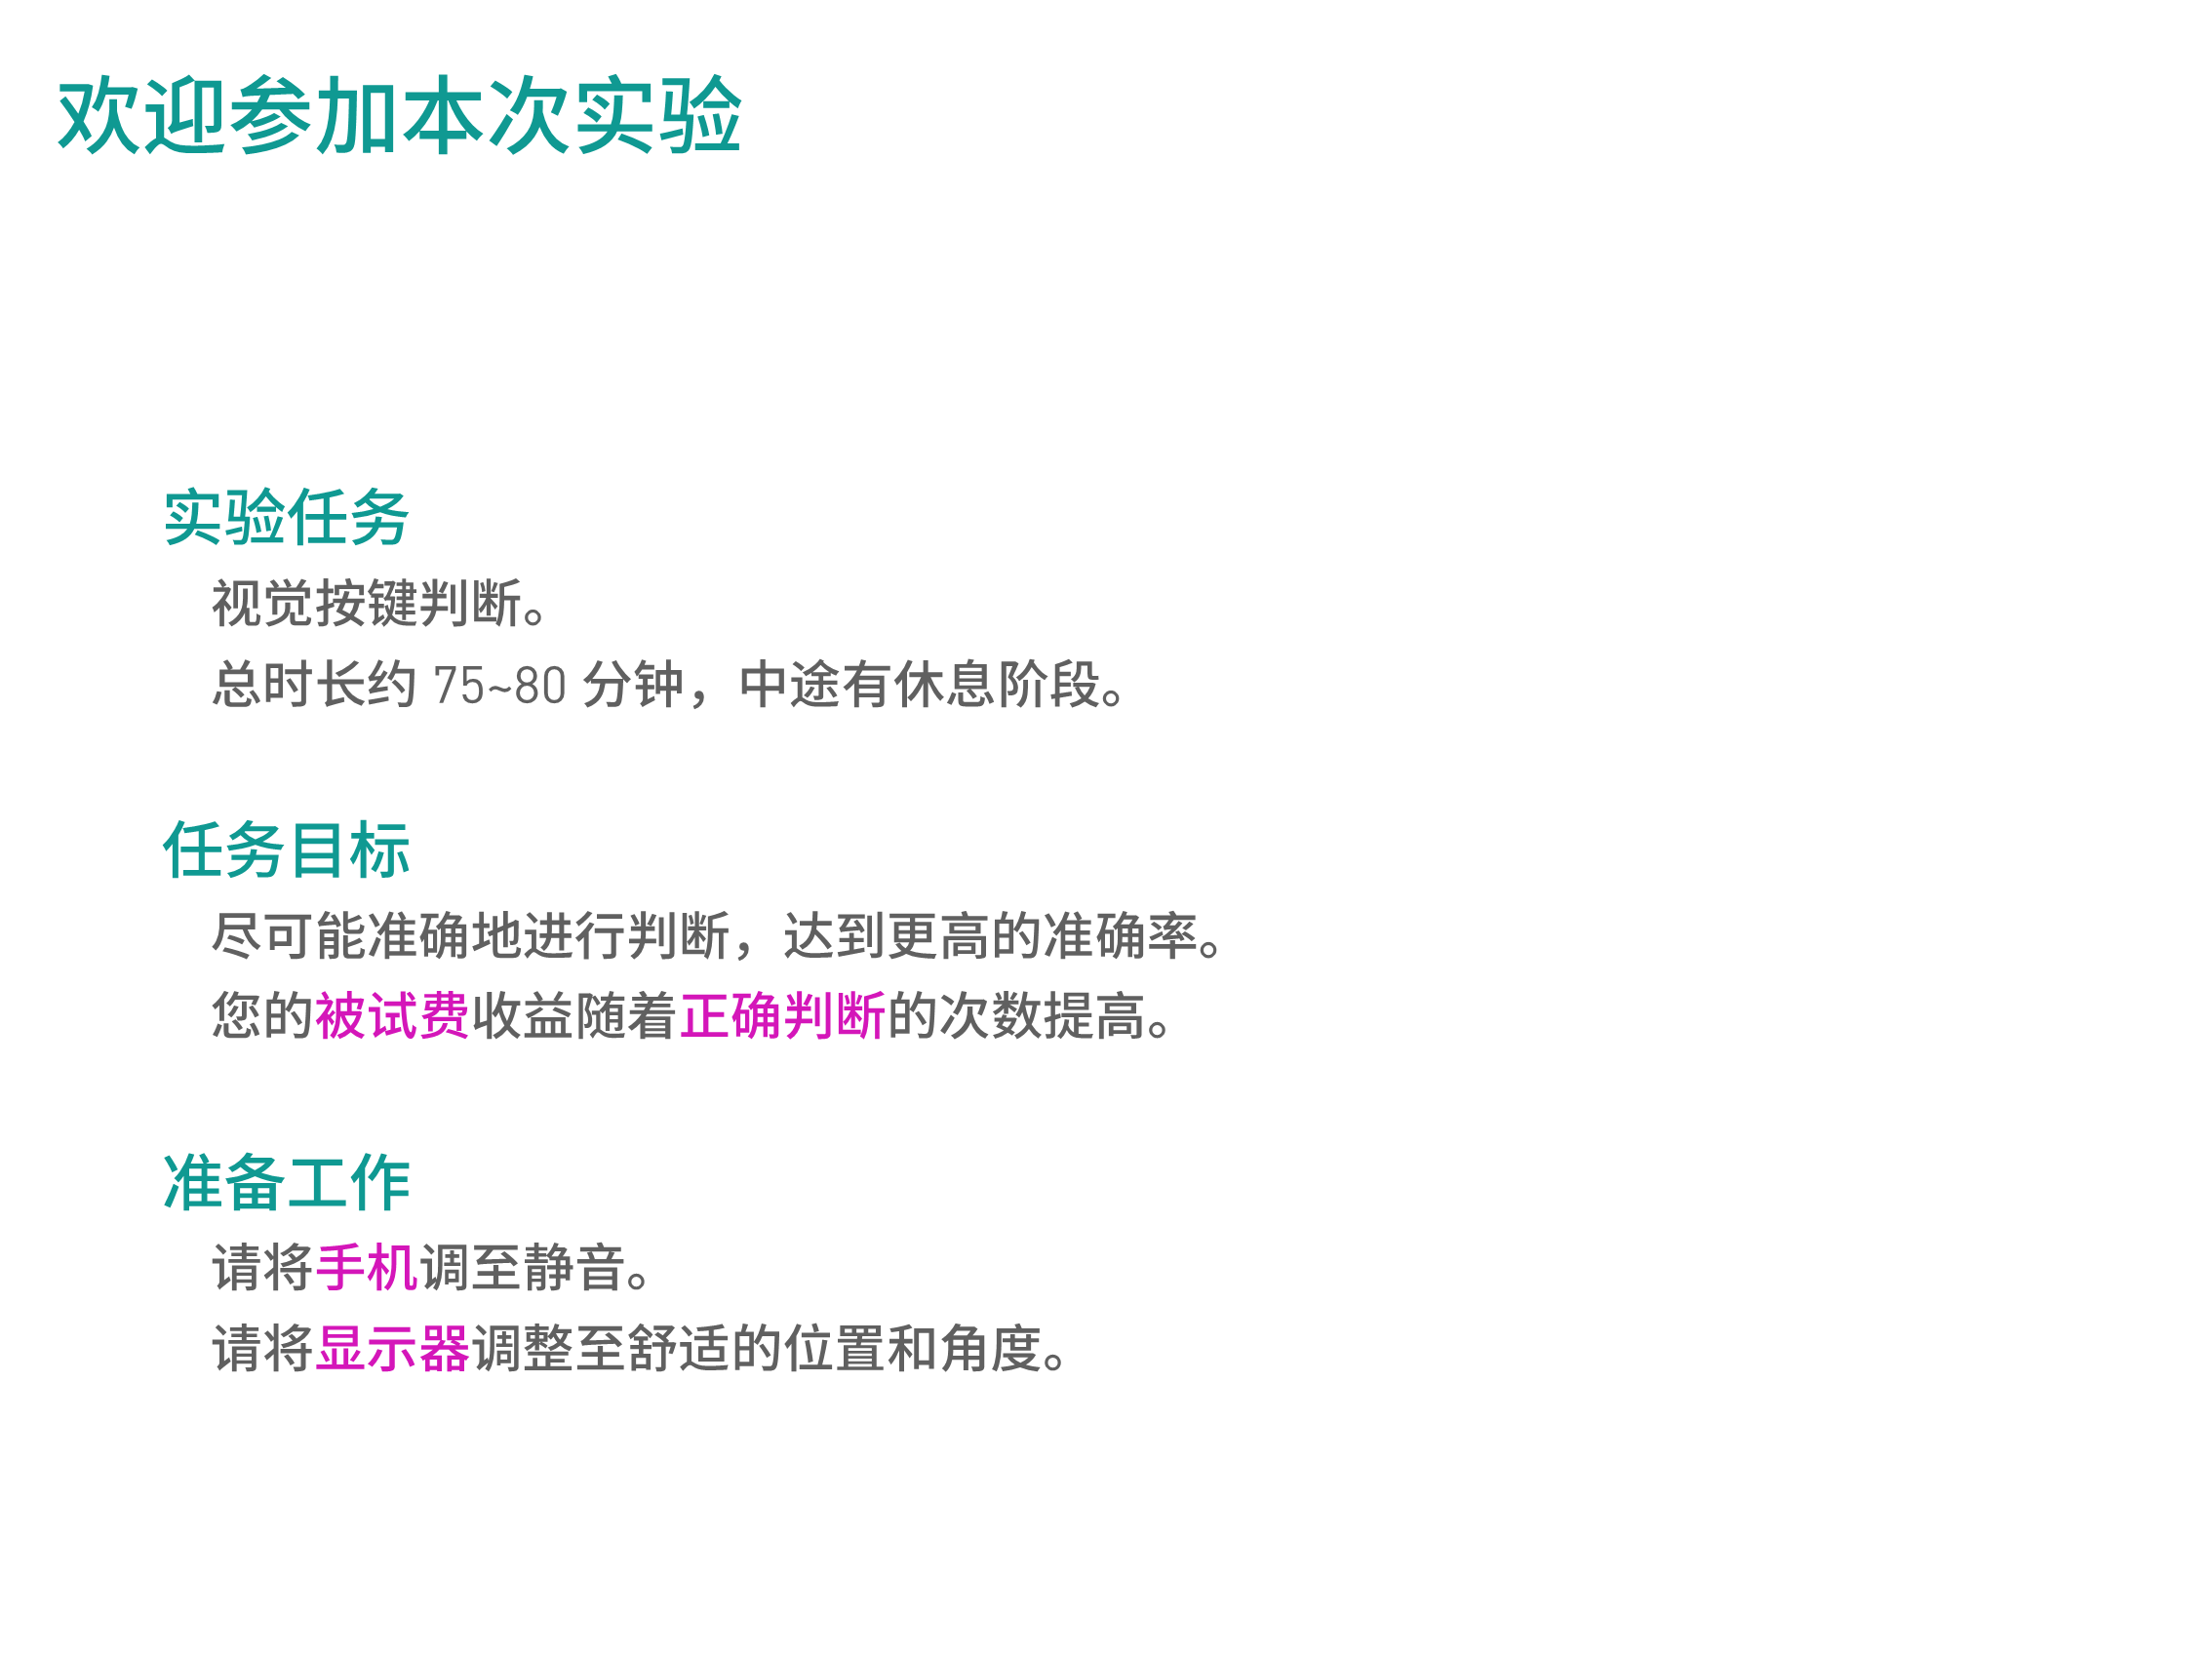 欢迎参加本次实验
实验任务
视觉按键判断。
总时长约 75~80 分钟，中途有休息阶段。
任务目标
尽可能准确地进行判断，达到更高的准确率。
您的被试费收益随着正确判断的次数提高。
准备工作
请将手机调至静音。
请将显示器调整至舒适的位置和角度。